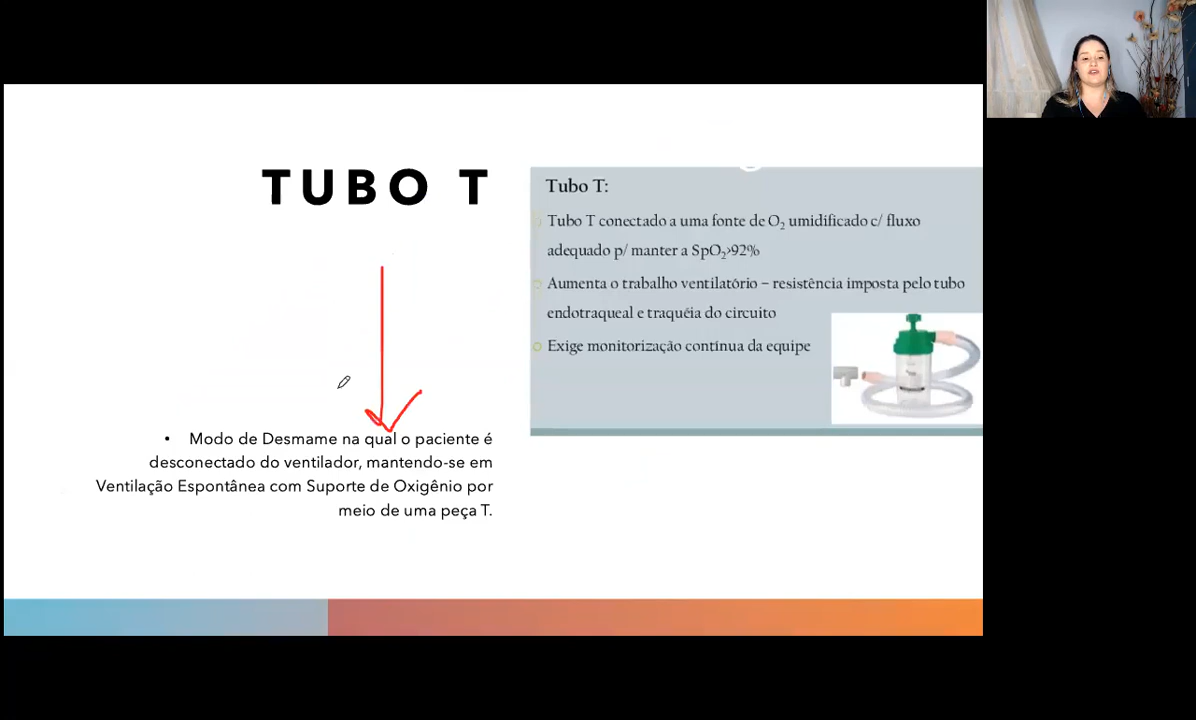 TUBO T
• Modo de Desmame na qual o paciente é
desconectado do ventilador, mantendo-se em
Ventilação Espontânea com Suporte de Oxigênio por
meio de uma peça T.
Tubo T:
Tubo T conectado a uma fonte de O₂ umidificado c/ fluxo
adequado p/ manter a SpO₂>92%
Aumenta o trabalho ventilatório – resistência imposta pelo tubo
endotraqueal e traquéia do circuito
Exige monitorização contínua da equipe